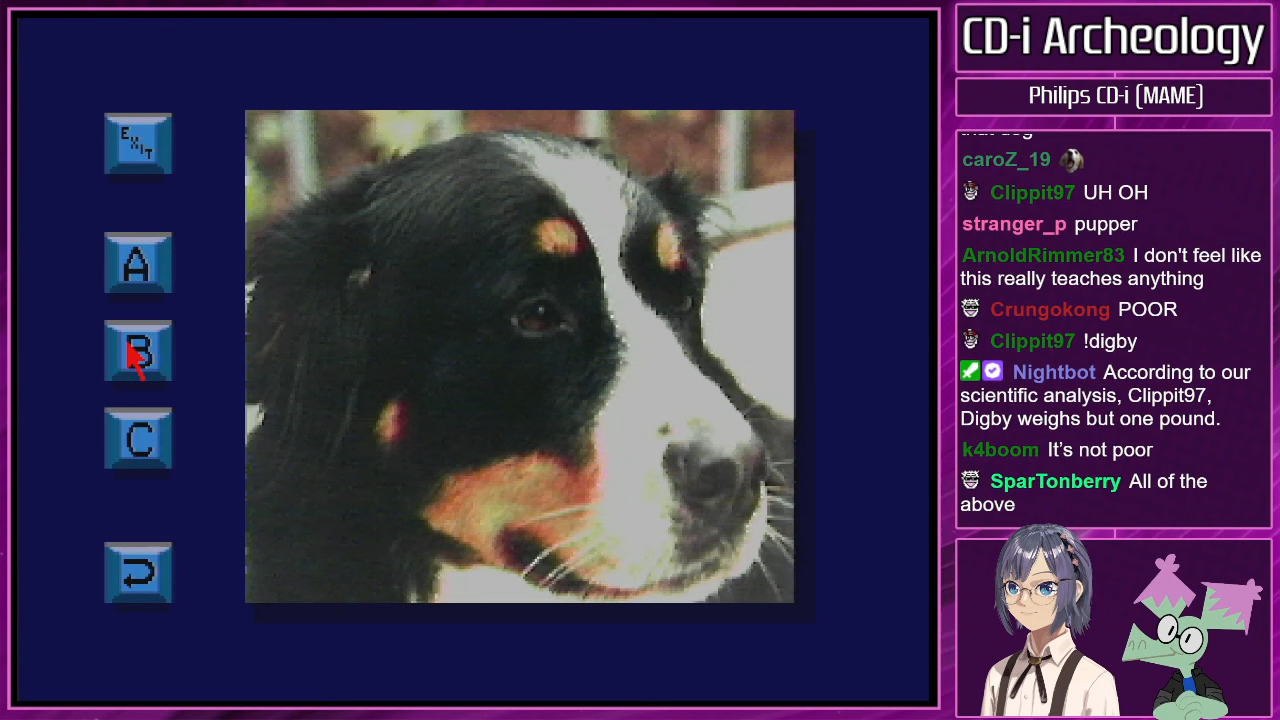 EXIT
A
B
C
CD-i Archeology
Philips CD-i (MAME)
that dog
caroZ_19
Clippit97 UH OH
stranger_p pupper
ArnoldRimmer83 I don't feel like
this really teaches anything
Crungokong POOR
Clippit97 !digby
Nightbot According to our
scientific analysis, Clippit97,
Digby weighs but one pound.
k4boom It's not poor
SparTonberry All of the
above